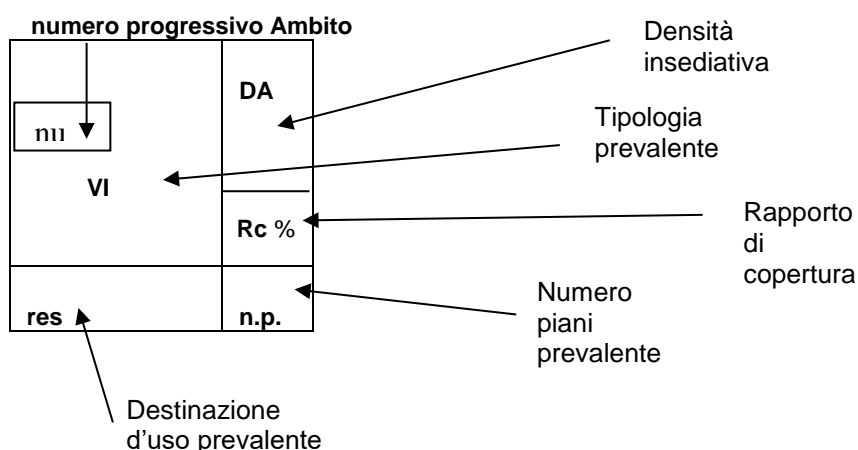 numero progressivo Ambito
Densità
insediativa
DA
Tipologia
prevalente
VI
Rc %
Rapporto
di
copertura
Numero
piani
prevalente
res
n.p.
Destinazione
d'uso prevalente